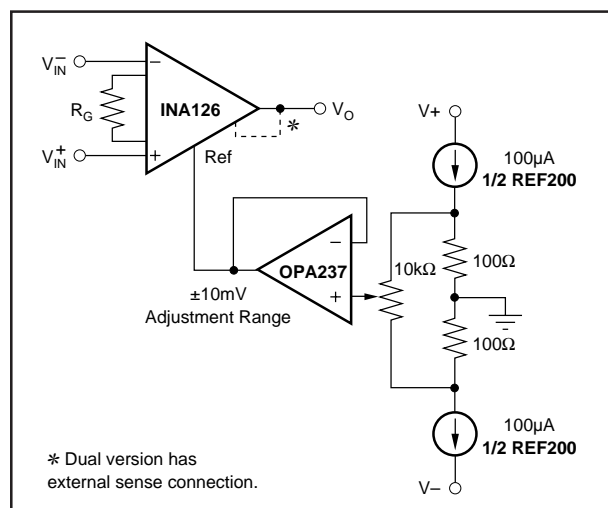 V–IN
INA126
VO
RG
*
V+IN
Ref
V+
100µA
1/2 REF200
–
+
OPA237
±10mV
Adjustment Range
10kΩ
100Ω
100Ω
100µA
1/2 REF200
V–
* Dual version has
external sense connection.